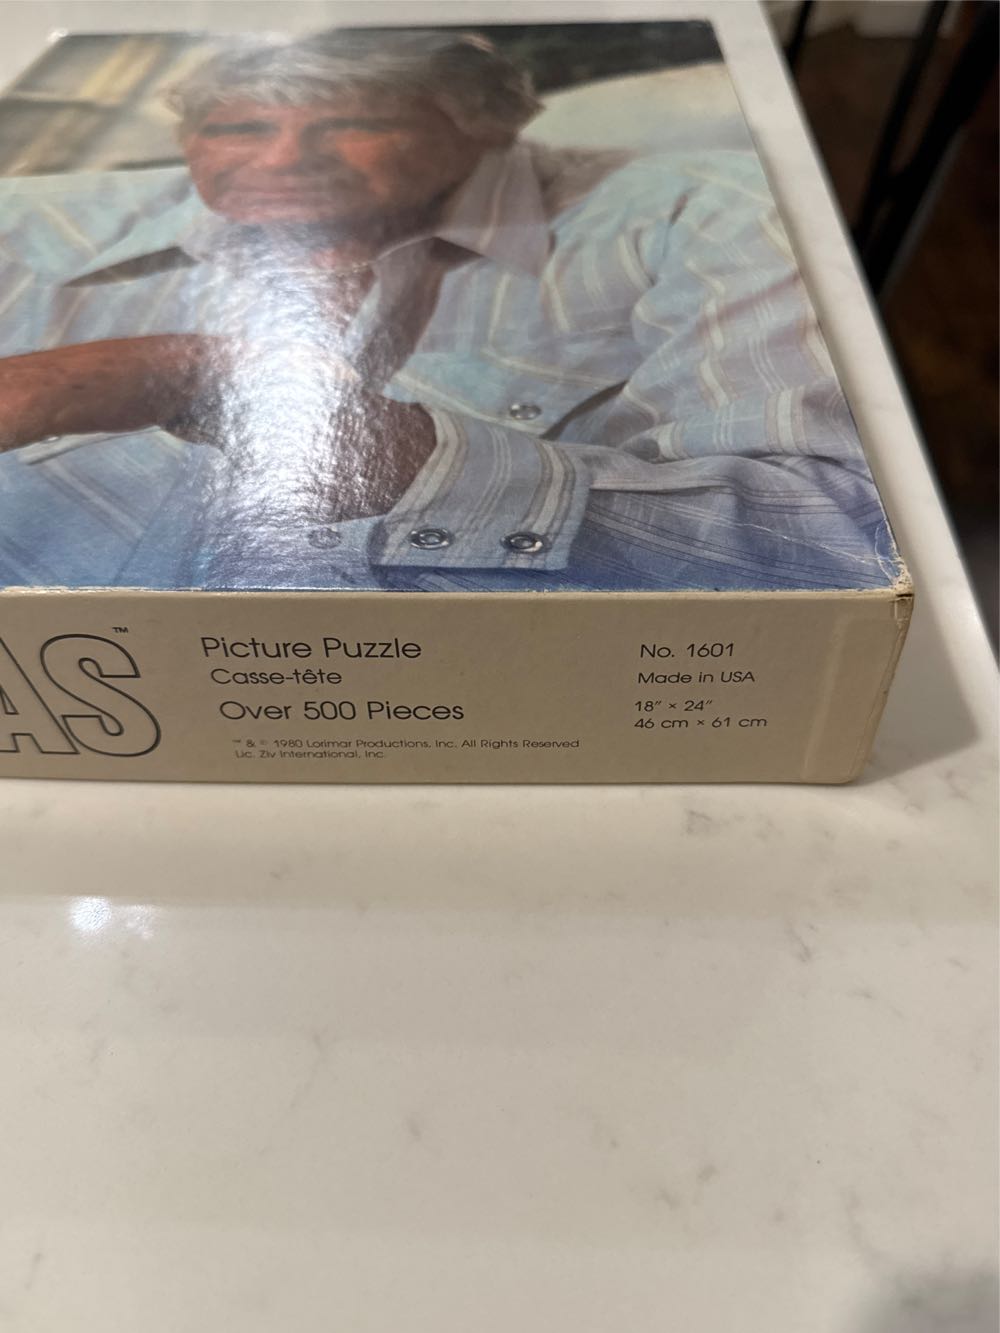 AS™
Picture Puzzle
Casse-tête
Over 500 Pieces
™ & © 1980 Lorimar Productions, Inc. All Rights Reserved
Lic. Ziv International, Inc.
No. 1601
Made in USA
18" × 24"
46 cm × 61 cm